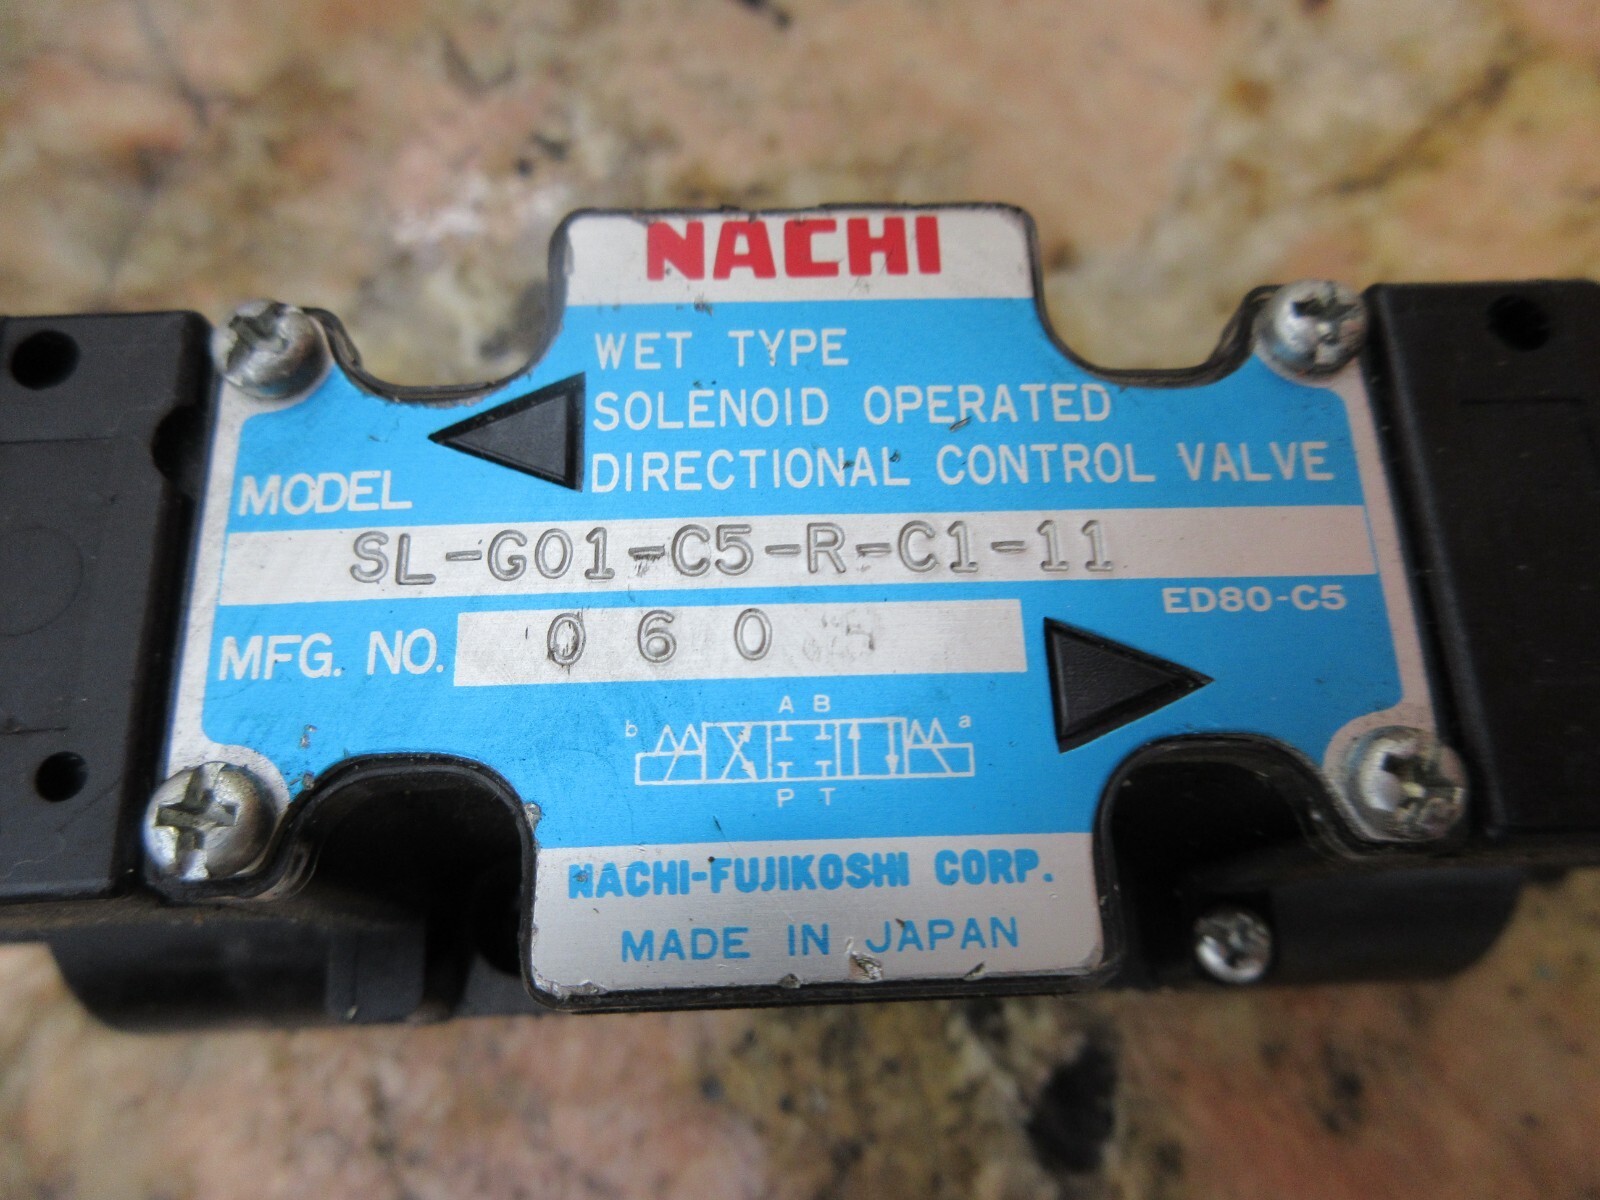 NACHI
WET TYPE
SOLENOID OPERATED
DIRECTIONAL CONTROL VALVE
MODEL
SL-G01-C5-R-C1-11
ED80-C5
MFG. NO. 060
A B
b a
P T
NACHI-FUJIKOSHI CORP.
MADE IN JAPAN